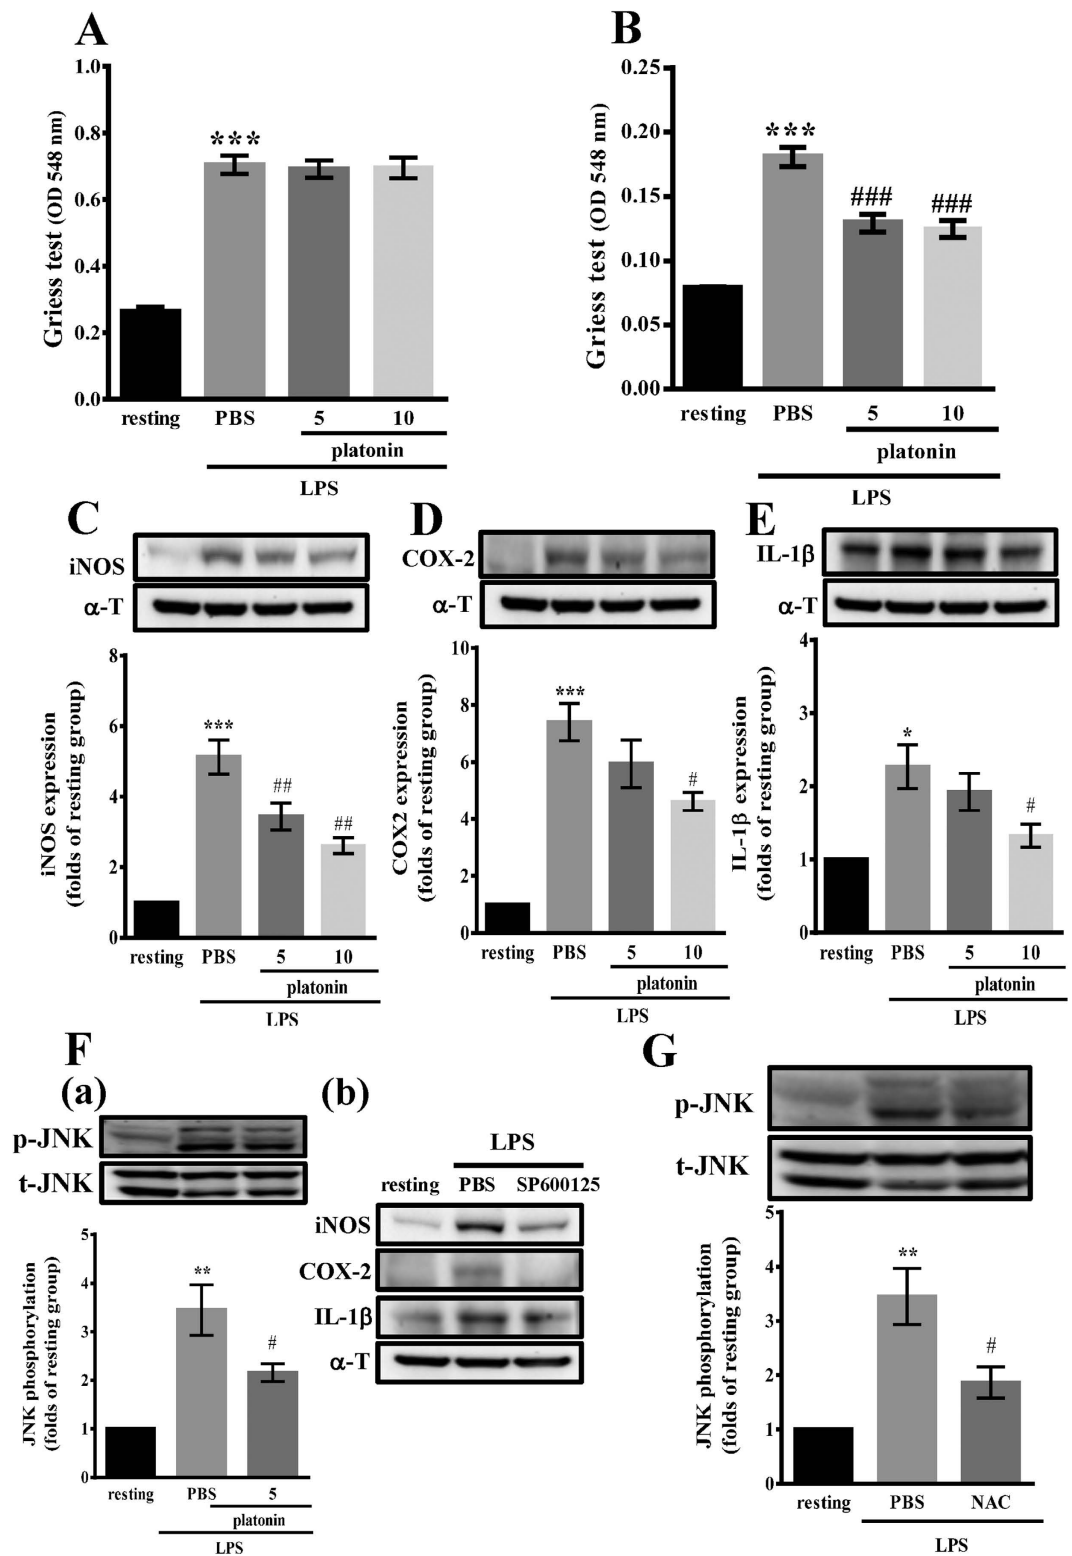 A
Griess test (OD 548 nm)
1.0
0.8
0.6
0.4
0.2
0.0
***
resting
PBS
5
10
platonin
LPS
B
Griess test (OD 548 nm)
0.25
0.20
0.15
0.10
0.05
0.00
***
###
###
resting
PBS
5
10
platonin
LPS
C
iNOS
α-T
iNOS expression
(folds of resting group)
8
6
4
2
0
***
##
##
resting
PBS
5
10
platonin
LPS
D
COX-2
α-T
COX2 expression
(folds of resting group)
10
8
6
4
2
0
***
#
resting
PBS
5
10
platonin
LPS
E
IL-1β
α-T
IL-1β expression
(folds of resting group)
4
3
2
1
0
*
#
resting
PBS
5
10
platonin
LPS
F
(a)
p-JNK
t-JNK
JNK phosphorylation
(folds of resting group)
5
4
3
2
1
0
**
#
resting
PBS
5
platonin
LPS
(b)
LPS
resting
PBS
SP600125
iNOS
COX-2
IL-1β
α-T
G
p-JNK
t-JNK
JNK phosphorylation
(folds of resting group)
5
4
3
2
1
0
**
#
resting
PBS
NAC
LPS